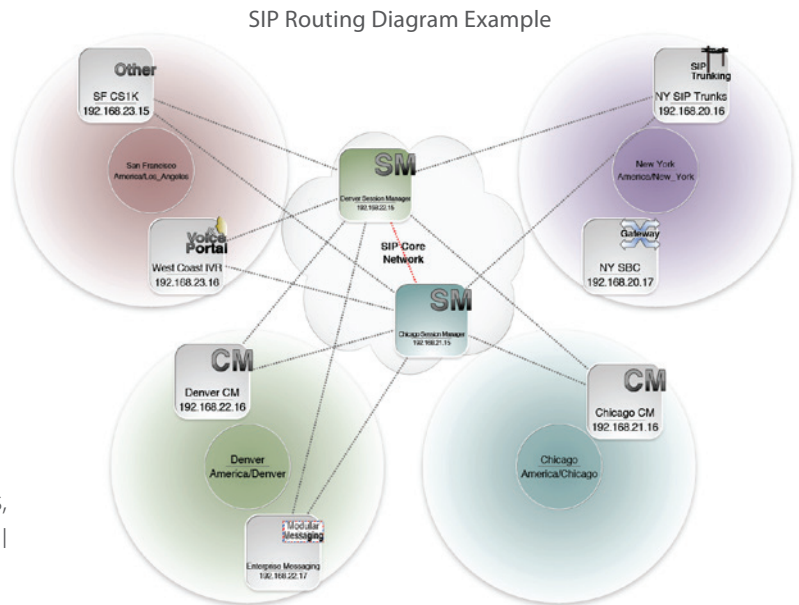 SIP Routing Diagram Example
Other
SF CS1K
192.168.23.15
San Francisco
America/Los_Angeles
Voice
Portal
West Coast IVR
192.168.23.16
SM
Denver Session Manager
192.168.22.15
SIP Core
Network
SM
Chicago Session Manager
192.168.21.15
SIP
Trunking
NY SIP Trunks
192.168.20.16
New York
America/New_York
Gateway
NY SBC
192.168.20.17
CM
Denver CM
192.168.22.16
Denver
America/Denver
Modular
Messaging
Enterprise Messaging
192.168.22.17
CM
Chicago CM
192.168.21.16
Chicago
America/Chicago